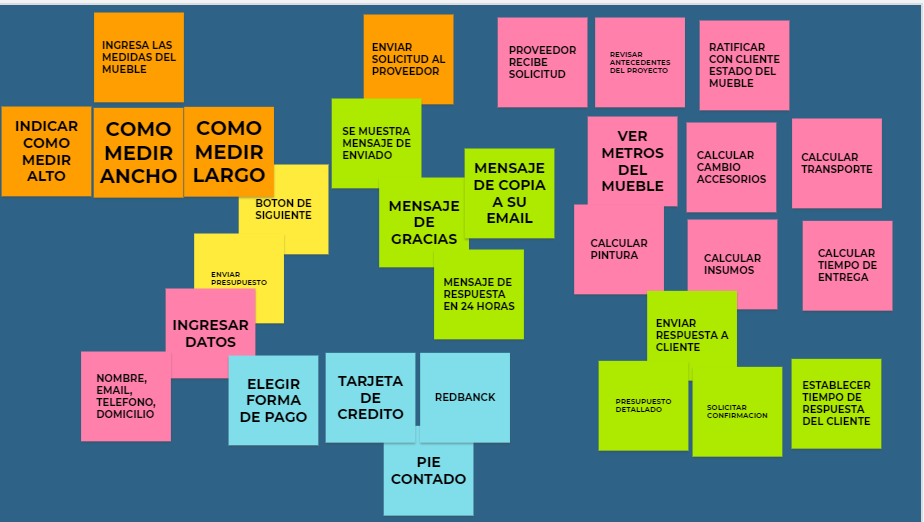 INGRESA LAS
MEDIDAS DEL
MUEBLE
INDICAR
COMO
MEDIR
ALTO
COMO
MEDIR
ANCHO
COMO
MEDIR
LARGO
BOTON DE
SIGUIENTE
ENVIAR
PRESUPUESTO
INGRESAR
DATOS
NOMBRE,
EMAIL,
TELEFONO,
DOMICILIO
ELEGIR
FORMA
DE PAGO
TARJETA
DE
CREDITO
REDBANCK
PIE
CONTADO
ENVIAR
SOLICITUD AL
PROVEEDOR
SE MUESTRA
MENSAJE DE
ENVIADO
MENSAJE
DE
GRACIAS
MENSAJE
DE COPIA
A SU
EMAIL
MENSAJE DE
RESPUESTA
EN 24 HORAS
PROVEEDOR
RECIBE
SOLICITUD
REVISAR
ANTECEDENTES
DEL PROYECTO
RATIFICAR
CON CLIENTE
ESTADO DEL
MUEBLE
VER
METROS
DEL
MUEBLE
CALCULAR
CAMBIO
ACCESORIOS
CALCULAR
TRANSPORTE
CALCULAR
PINTURA
CALCULAR
INSUMOS
CALCULAR
TIEMPO DE
ENTREGA
ENVIAR
RESPUESTA A
CLIENTE
PRESUPUESTO
DETALLADO
SOLICITAR
CONFIRMACION
ESTABLECER
TIEMPO DE
RESPUESTA
DEL CLIENTE